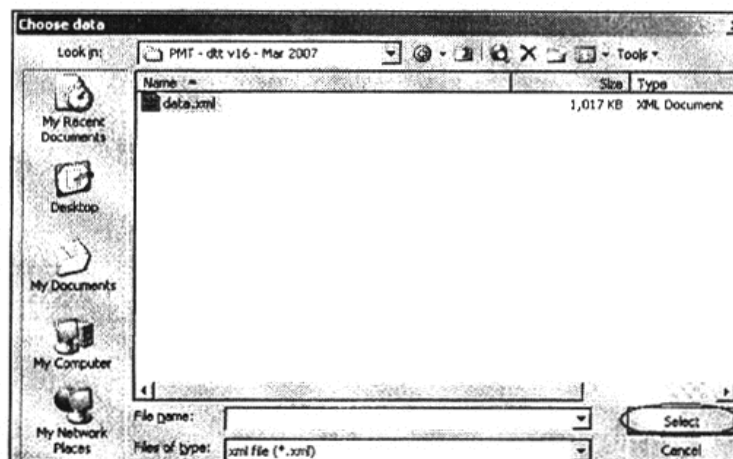 Choose data
Look in:
PMT - dtt v16 - Mar 2007
Tools
Name
Size
Type
data.xml
1,017 KB
XML Document
My Recent
Documents
Desktop
My Documents
My Computer
My Network
Places
File name:
Select
Files of type:
xml file (*.xml)
Cancel